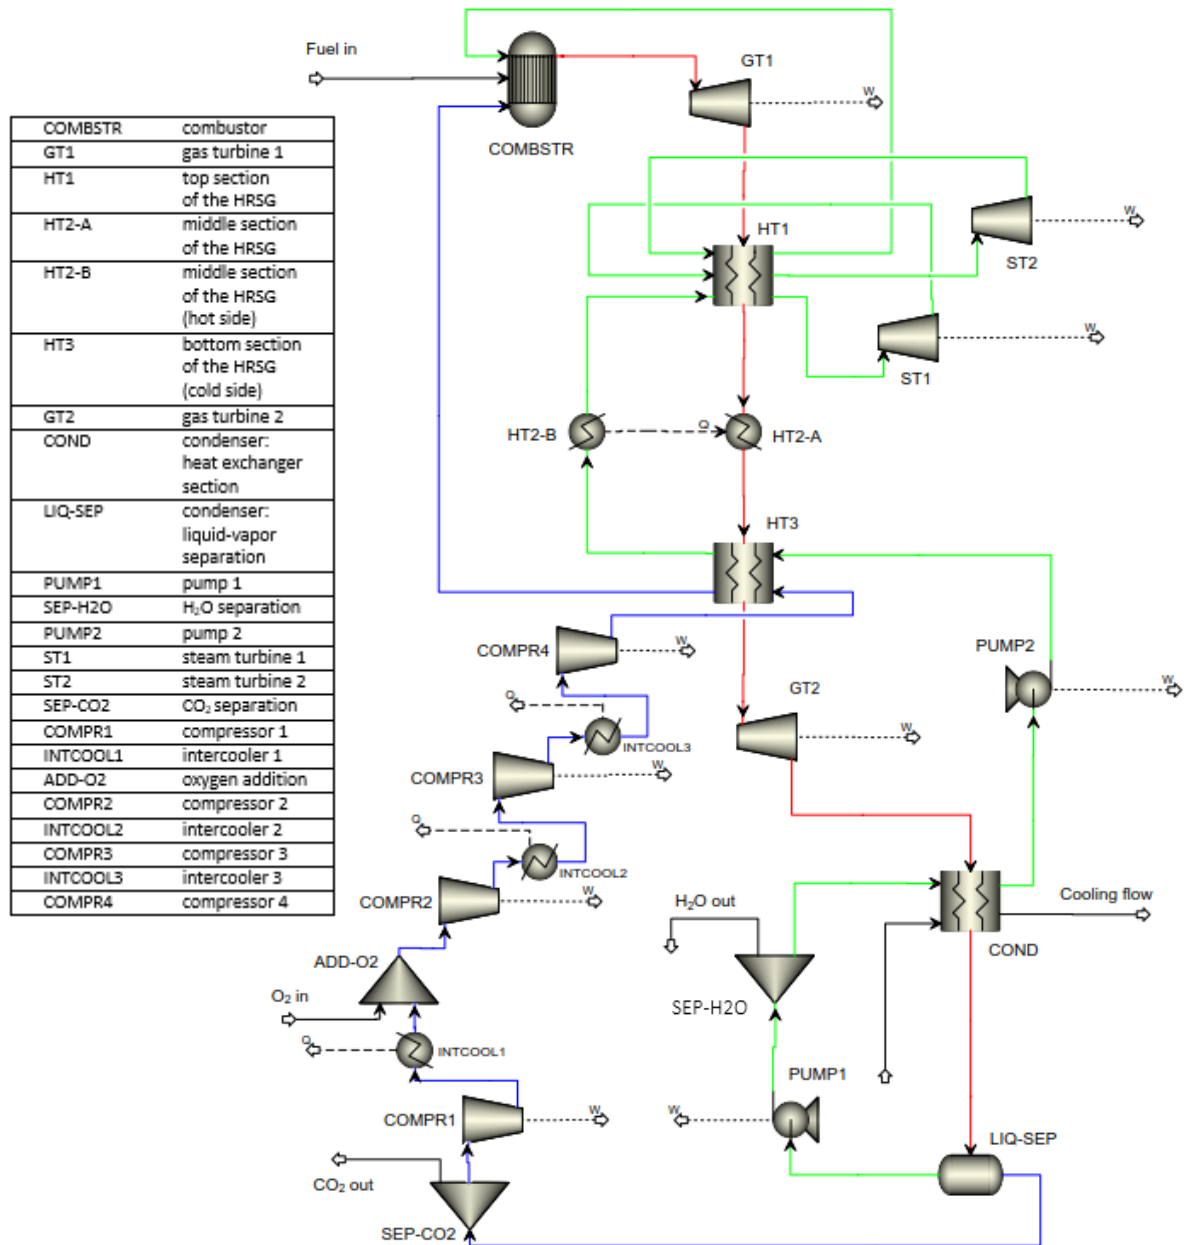 Fuel in
COMBSTR
GT1
W
COMBSTR combustor
GT1 gas turbine 1
HT1 top section
of the HRSG
HT2-A middle section
of the HRSG
HT2-B middle section
of the HRSG
(hot side)
HT3 bottom section
of the HRSG
(cold side)
GT2 gas turbine 2
COND condenser:
heat exchanger
section
LIQ-SEP condenser:
liquid-vapor
separation
PUMP1 pump 1
SEP-H2O H₂O separation
PUMP2 pump 2
ST1 steam turbine 1
ST2 steam turbine 2
SEP-CO2 CO₂ separation
COMPR1 compressor 1
INTCOOL1 intercooler 1
ADD-O2 oxygen addition
COMPR2 compressor 2
INTCOOL2 intercooler 2
COMPR3 compressor 3
INTCOOL3 intercooler 3
COMPR4 compressor 4
W
ST2
HT1
W
ST1
HT2-B
Q
HT2-A
HT3
COMPR4
W
PUMP2
W
Q
INTCOOL3
GT2
W
COMPR3
W
Q
INTCOOL2
COMPR2
W
H₂O out
Cooling flow
COND
ADD-O2
O₂ in
SEP-H2O
Q
INTCOOL1
PUMP1
W
COMPR1
W
LIQ-SEP
CO₂ out
SEP-CO2